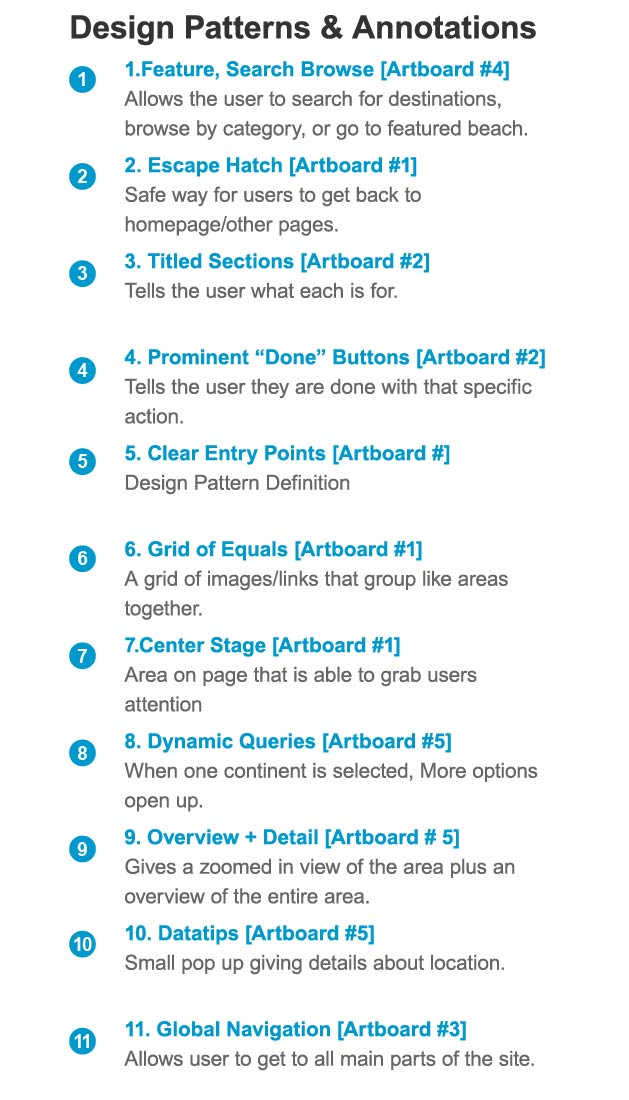 Design Patterns & Annotations
1 1.Feature, Search Browse [Artboard #4]
Allows the user to search for destinations,
browse by category, or go to featured beach.
2 2. Escape Hatch [Artboard #1]
Safe way for users to get back to
homepage/other pages.
3 3. Titled Sections [Artboard #2]
Tells the user what each is for.
4 4. Prominent “Done” Buttons [Artboard #2]
Tells the user they are done with that specific
action.
5 5. Clear Entry Points [Artboard #]
Design Pattern Definition
6 6. Grid of Equals [Artboard #1]
A grid of images/links that group like areas
together.
7 7.Center Stage [Artboard #1]
Area on page that is able to grab users
attention
8 8. Dynamic Queries [Artboard #5]
When one continent is selected, More options
open up.
9 9. Overview + Detail [Artboard # 5]
Gives a zoomed in view of the area plus an
overview of the entire area.
10 10. Datatips [Artboard #5]
Small pop up giving details about location.
11 11. Global Navigation [Artboard #3]
Allows user to get to all main parts of the site.